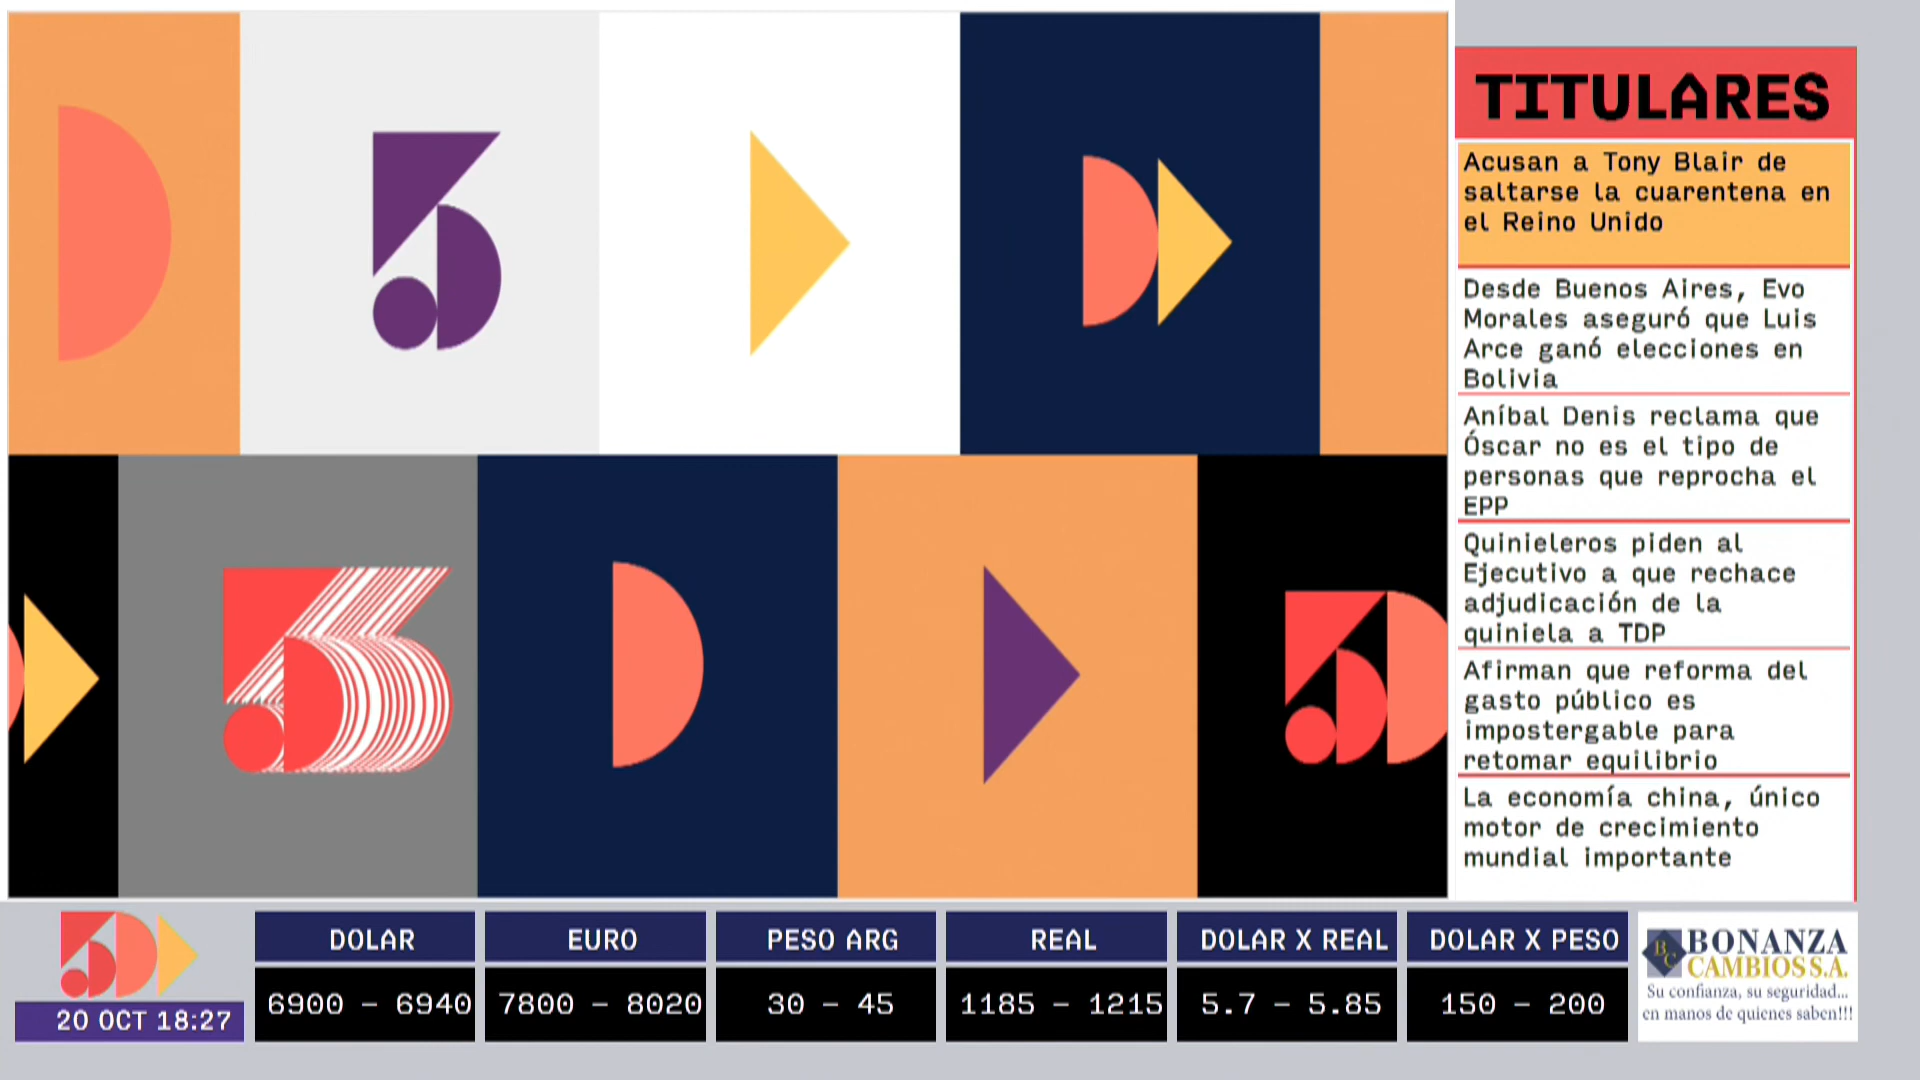 TITULARES
Acusan a Tony Blair de
saltarse la cuarentena en
el Reino Unido
Desde Buenos Aires, Evo
Morales aseguró que Luis
Arce ganó elecciones en
Bolivia
Aníbal Denis reclama que
Óscar no es el tipo de
personas que reprocha el
EPP
Quinieleros piden al
Ejecutivo a que rechace
adjudicación de la
quiniela a TDP
Afirman que reforma del
gasto público es
impostergable para
retomar equilibrio
La economía china, único
motor de crecimiento
mundial importante
20 OCT 18:27
DOLAR
6900 - 6940
EURO
7800 - 8020
PESO ARG
30 - 45
REAL
1185 - 1215
DOLAR X REAL
5.7 - 5.85
DOLAR X PESO
150 - 200
BC
BONANZA
CAMBIOS S.A.
Su confianza, su seguridad...
en manos de quienes saben!!!